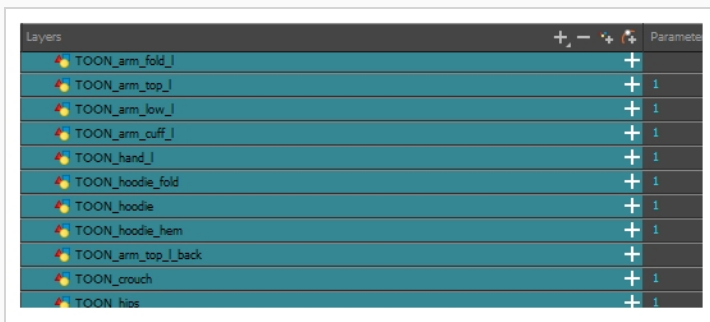 Layers Paramete
TOON_arm_fold_l
TOON_arm_top_l 1
TOON_arm_low_l 1
TOON_arm_cuff_l 1
TOON_hand_l 1
TOON_hoodie_fold 1
TOON_hoodie 1
TOON_hoodie_hem 1
TOON_arm_top_l_back
TOON_crouch 1
TOON_hips 1